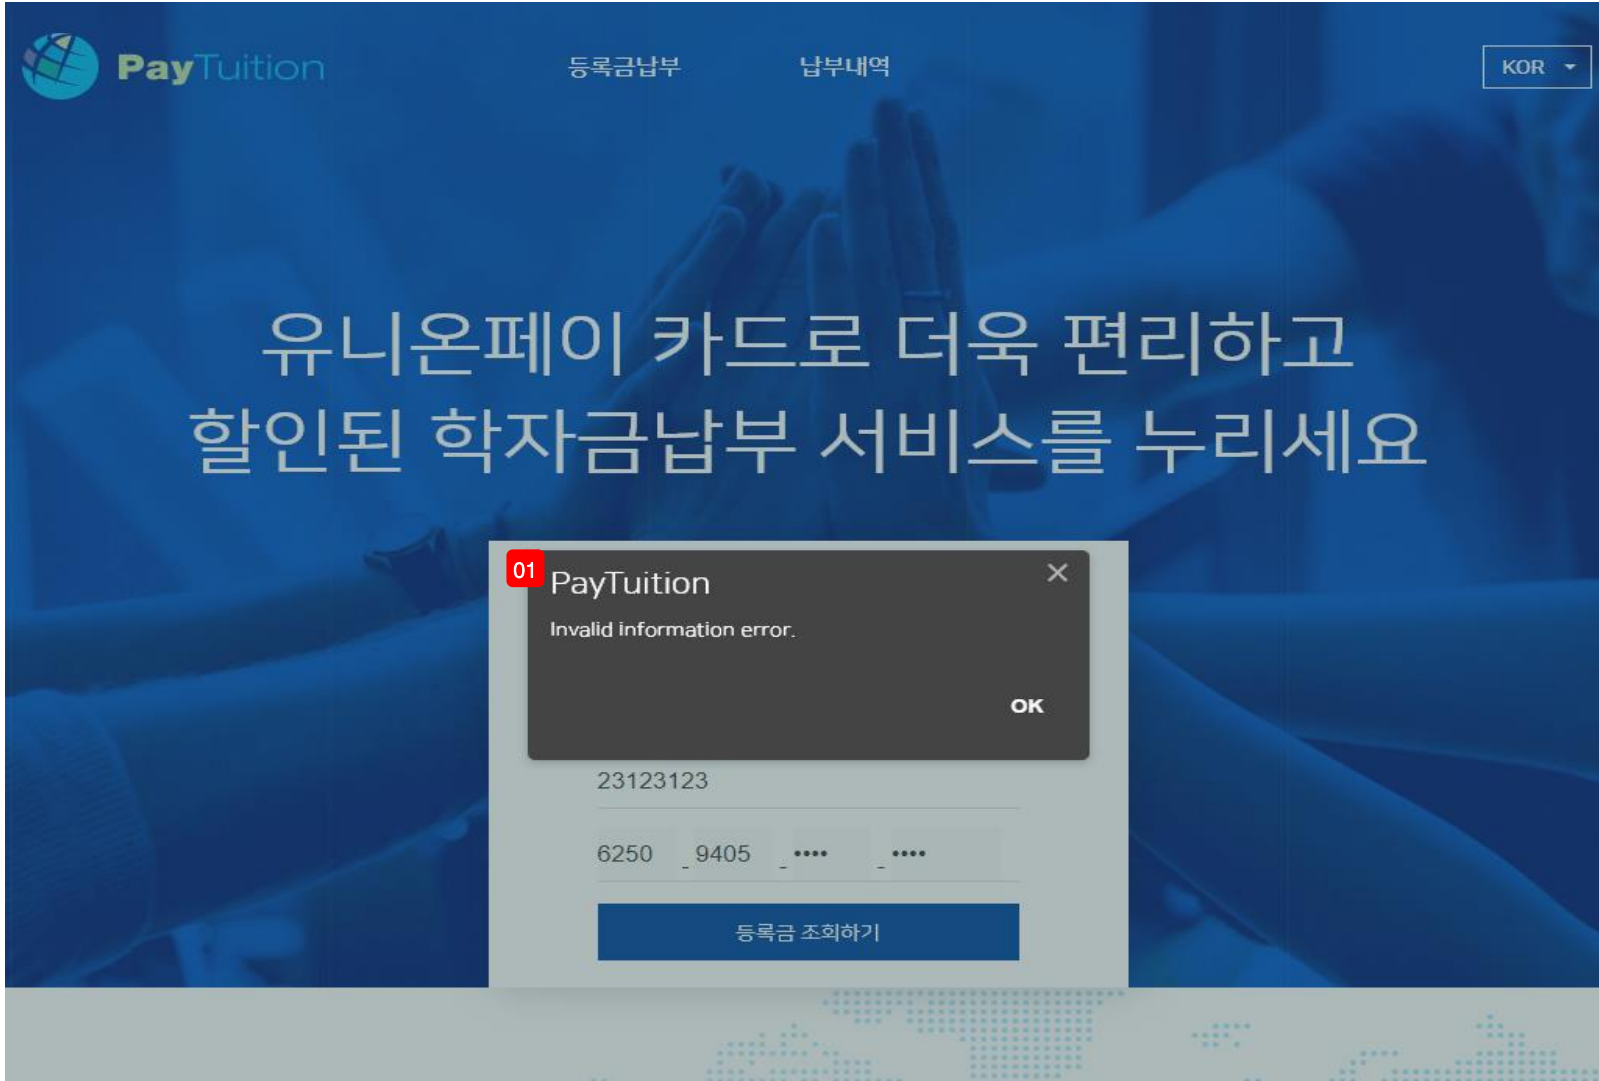 PayTuition
등록금납부
납부내역
KOR
유니온페이 카드로 더욱 편리하고
할인된 학자금납부 서비스를 누리세요
01
PayTuition
Invalid information error.
OK
23123123
6250 - 9405 - •••• - ••••
등록금 조회하기